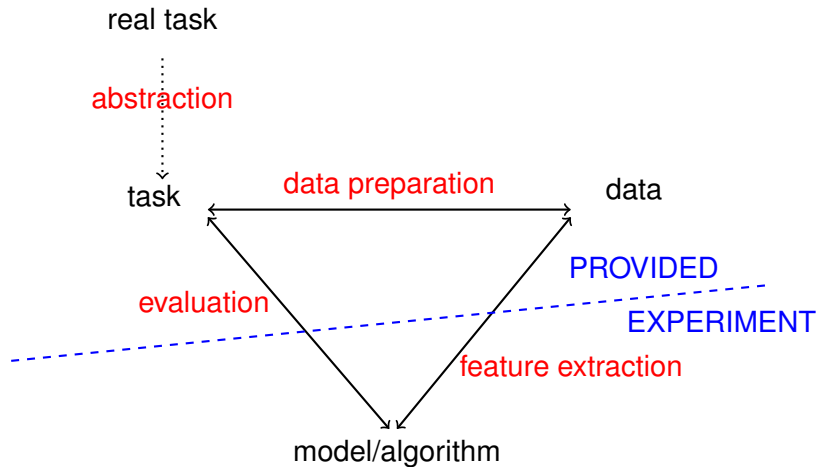 real task
abstraction
task
data preparation
data
PROVIDED
evaluation
EXPERIMENT
feature extraction
model/algorithm